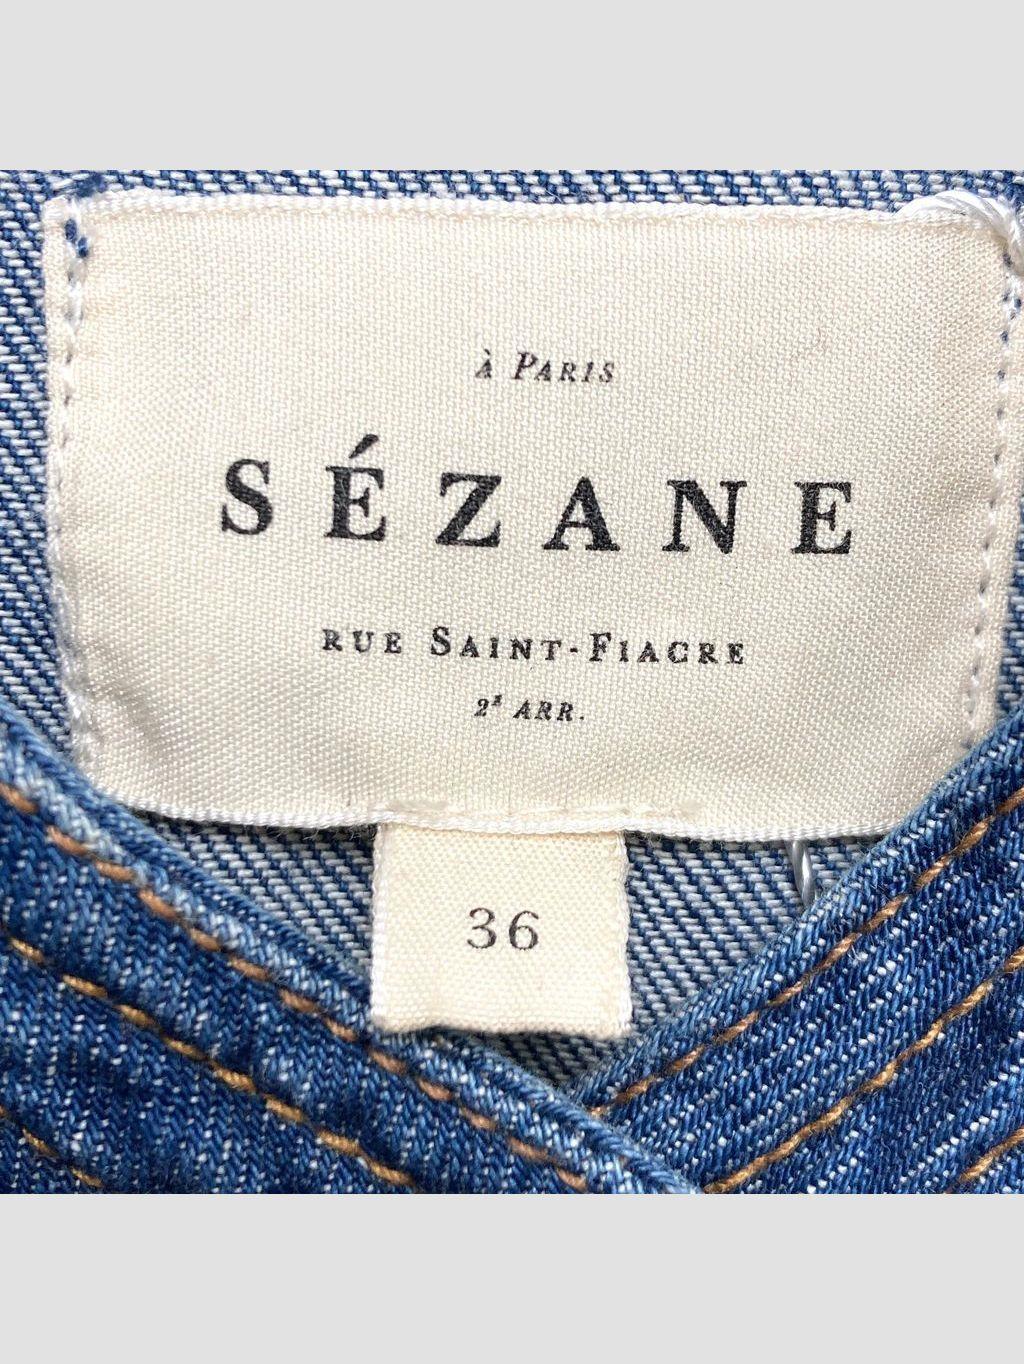 À PARIS
SÉZANE
RUE SAINT-FIACRE
2ᴱ ARR.
36